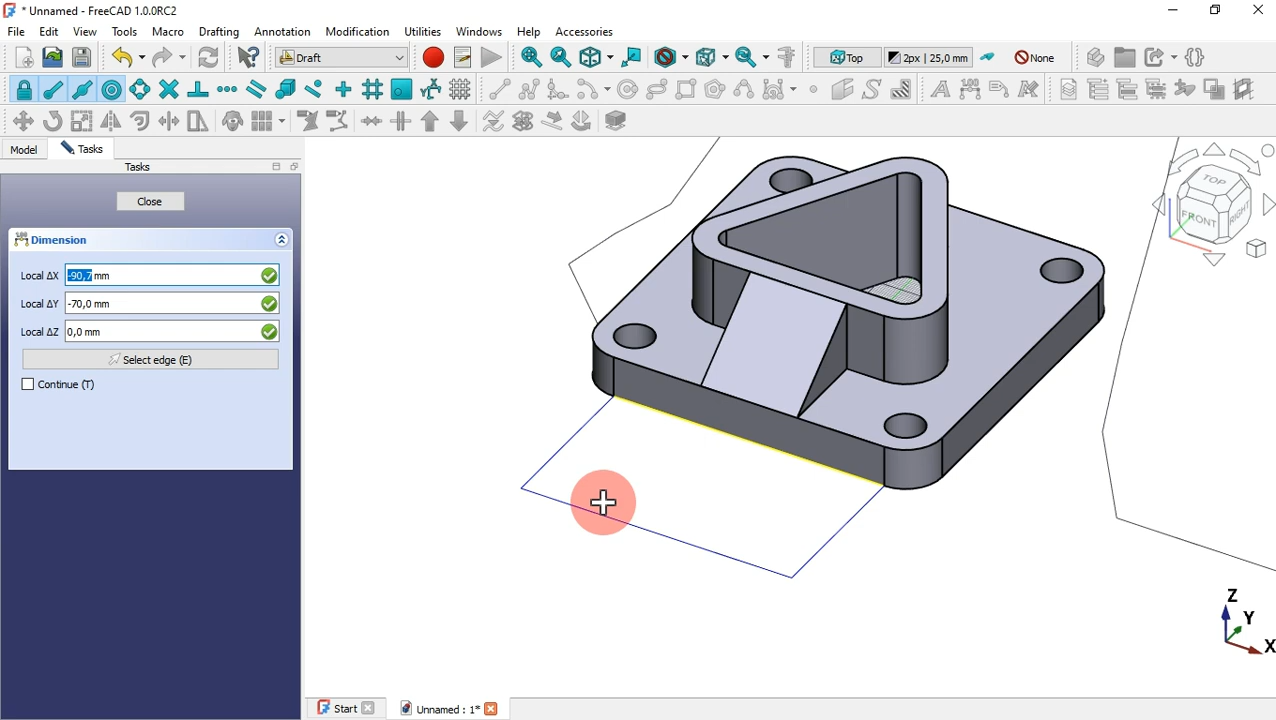 * Unnamed - FreeCAD 1.0.0RC2
File Edit View Tools Macro Drafting Annotation Modification Utilities Windows Help Accessories
Draft
Top
2px | 25,0 mm
None
Model
Tasks
Tasks
Close
Dimension
Local ΔX -90,7 mm
Local ΔY -70,0 mm
Local ΔZ 0,0 mm
Select edge (E)
Continue (T)
TOP
FRONT
RIGHT
Z
Y
X
Start
Unnamed : 1*